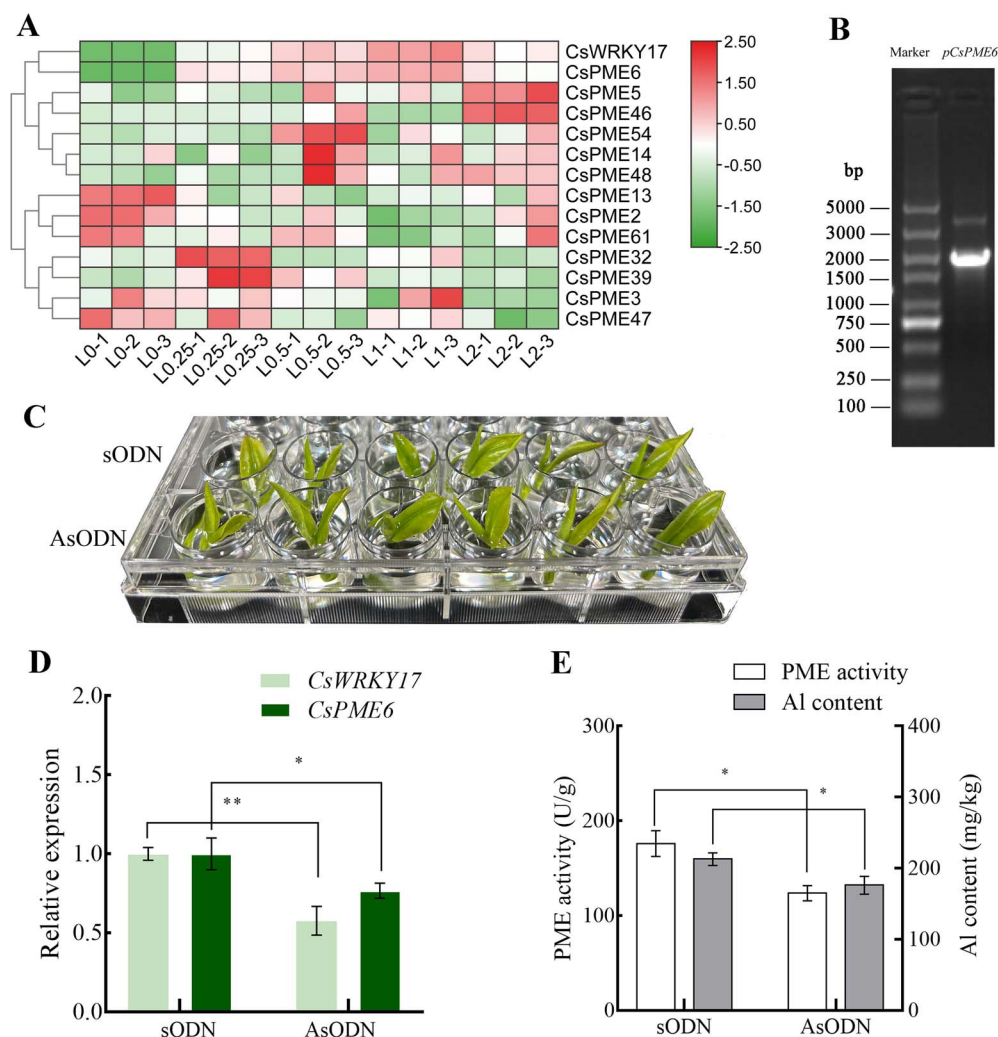 A
CsWRKY17
CsPME6
CsPME5
CsPME46
CsPME54
CsPME14
CsPME48
CsPME13
CsPME2
CsPME61
CsPME32
CsPME39
CsPME3
CsPME47
L0-1 L0-2 L0-3 L0.25-1 L0.25-2 L0.25-3 L0.5-1 L0.5-2 L0.5-3 L1-1 L1-2 L1-3 L2-1 L2-2 L2-3
2.50
1.50
0.50
-0.50
-1.50
-2.50
B
Marker pCsPME6
bp
5000
3000
2000
1500
1000
750
500
250
100
C
sODN
AsODN
D
CsWRKY17
CsPME6
Relative expression
2.0
1.5
1.0
0.5
0.0
*
**
sODN AsODN
E
PME activity
Al content
PME activity (U/g)
300
200
100
0
*
*
400
300
200
100
0
Al content (mg/kg)
sODN AsODN